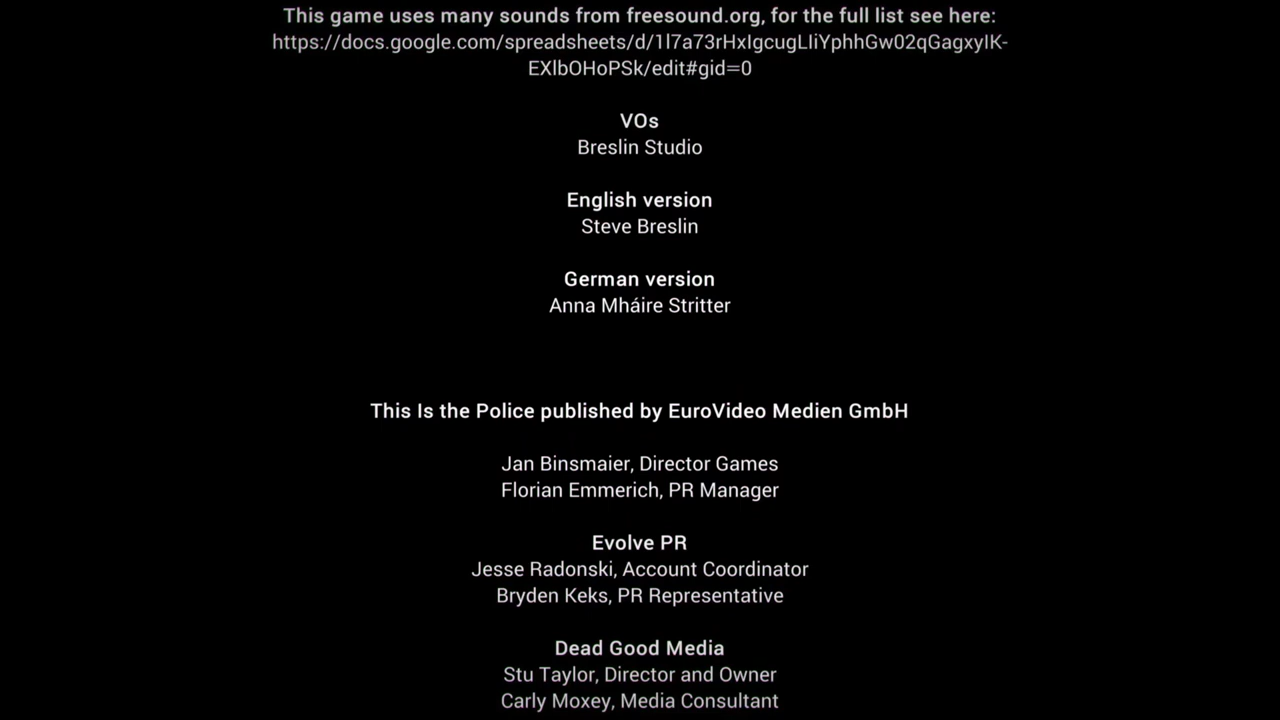 This game uses many sounds from freesound.org, for the full list see here:
https://docs.google.com/spreadsheets/d/1l7a73rHxIgcugLIiYphhGw02qGagxyIK-
EXlbOHoPSk/edit#gid=0
VOs
Breslin Studio
English version
Steve Breslin
German version
Anna Mháire Stritter
This Is the Police published by EuroVideo Medien GmbH
Jan Binsmaier, Director Games
Florian Emmerich, PR Manager
Evolve PR
Jesse Radonski, Account Coordinator
Bryden Keks, PR Representative
Dead Good Media
Stu Taylor, Director and Owner
Carly Moxey, Media Consultant